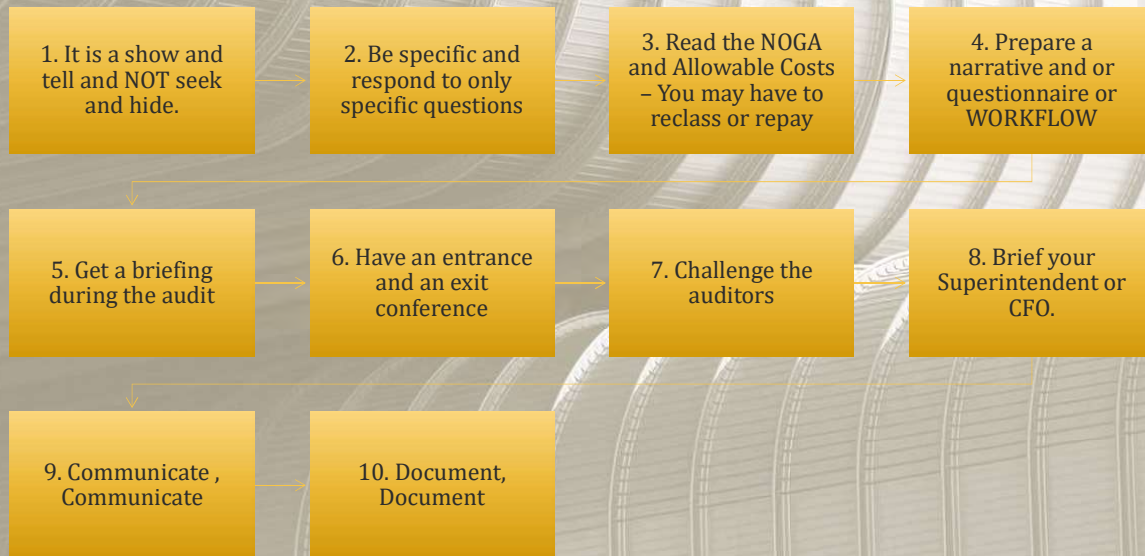 1. It is a show and
tell and NOT seek
and hide.
2. Be specific and
respond to only
specific questions
3. Read the NOGA
and Allowable Costs
– You may have to
reclass or repay
4. Prepare a
narrative and or
questionnaire or
WORKFLOW
5. Get a briefing
during the audit
6. Have an entrance
and an exit
conference
7. Challenge the
auditors
8. Brief your
Superintendent or
CFO.
9. Communicate ,
Communicate
10. Document,
Document